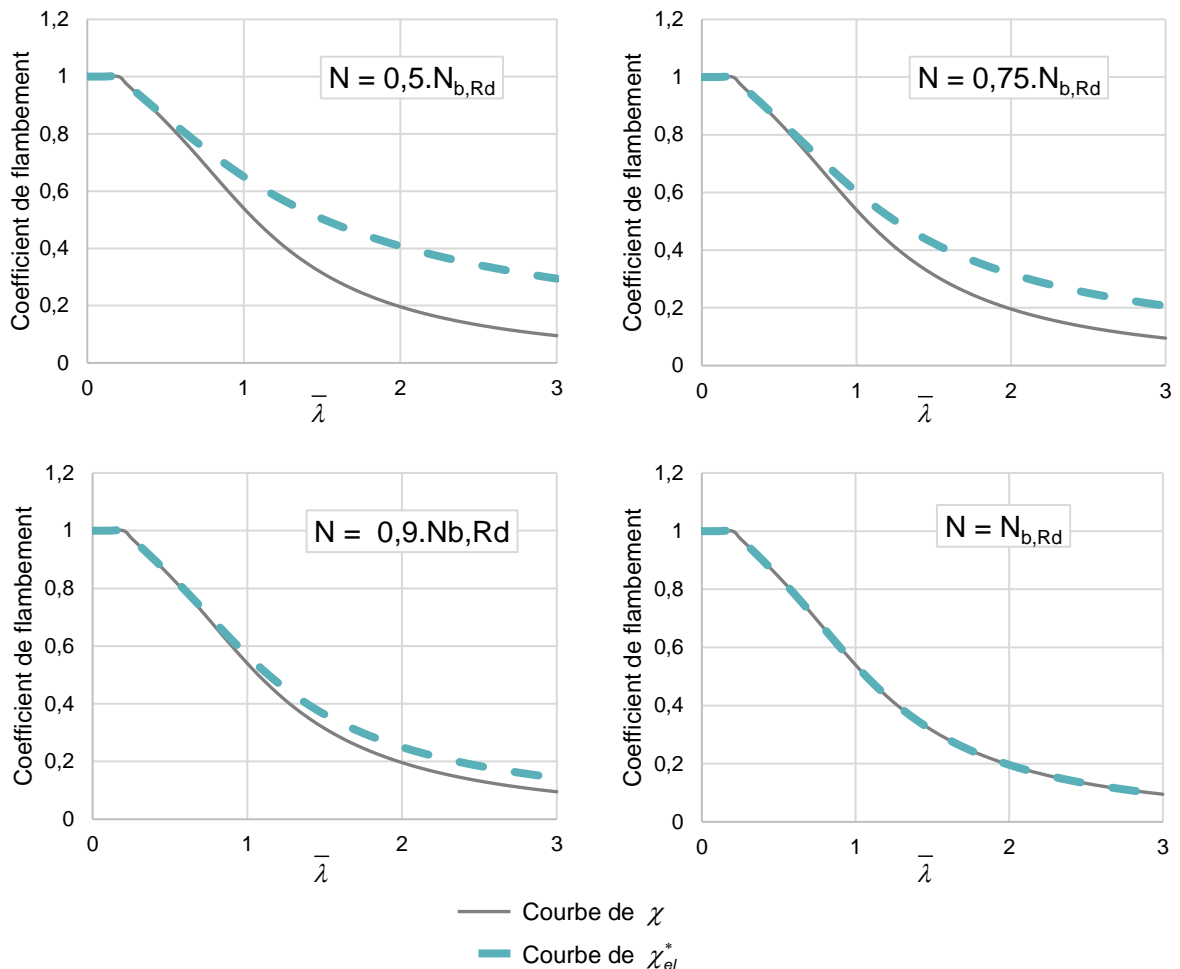 1,2
1
0,8
0,6
0,4
0,2
0
0 1 2 3
Coefficient de flambement
N = 0,5.Nb,Rd
λ̅
1,2
1
0,8
0,6
0,4
0,2
0
0 1 2 3
Coefficient de flambement
N = 0,75.Nb,Rd
λ̅
1,2
1
0,8
0,6
0,4
0,2
0
0 1 2 3
Coefficient de flambement
N = 0,9.Nb,Rd
λ̅
1,2
1
0,8
0,6
0,4
0,2
0
0 1 2 3
Coefficient de flambement
N = Nb,Rd
λ̅
Courbe de χ
Courbe de χ*el